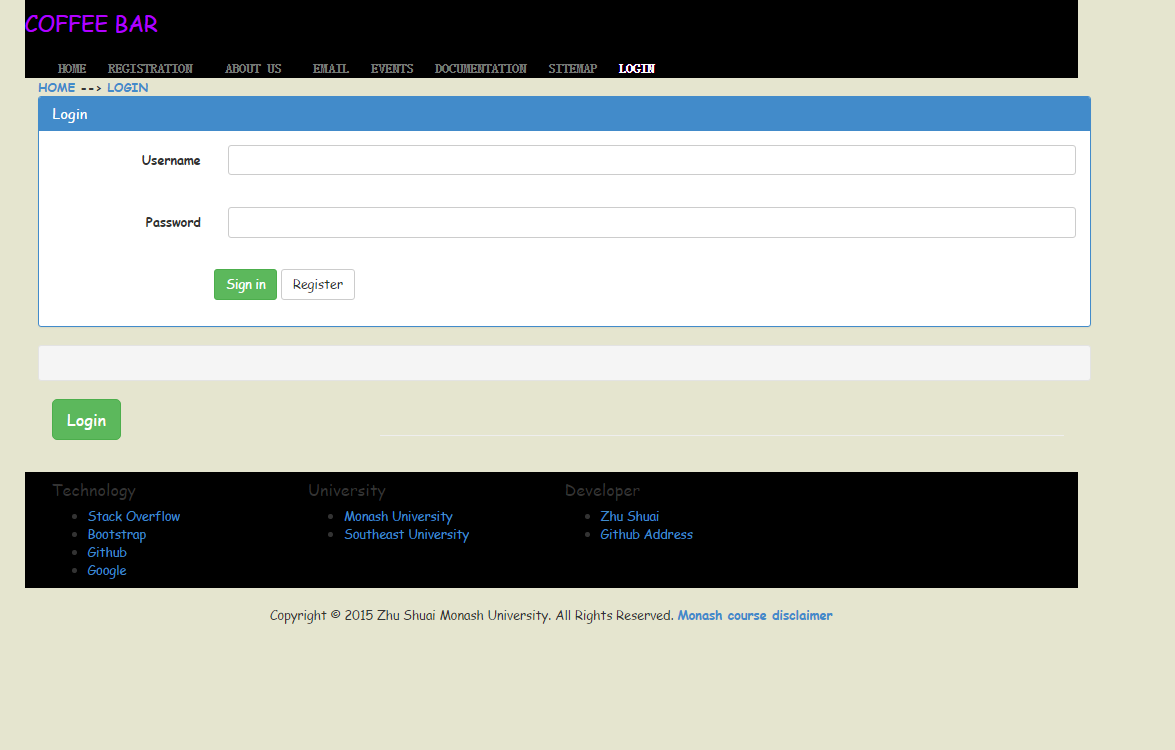 COFFEE BAR
HOME REGISTRATION ABOUT US EMAIL EVENTS DOCUMENTATION SITEMAP LOGIN
HOME --> LOGIN
Login
Username
Password
Sign in Register
Login
Technology University Developer
Stack Overflow Monash University Zhu Shuai
Bootstrap Southeast University Github Address
Github
Google
Copyright © 2015 Zhu Shuai Monash University. All Rights Reserved. Monash course disclaimer